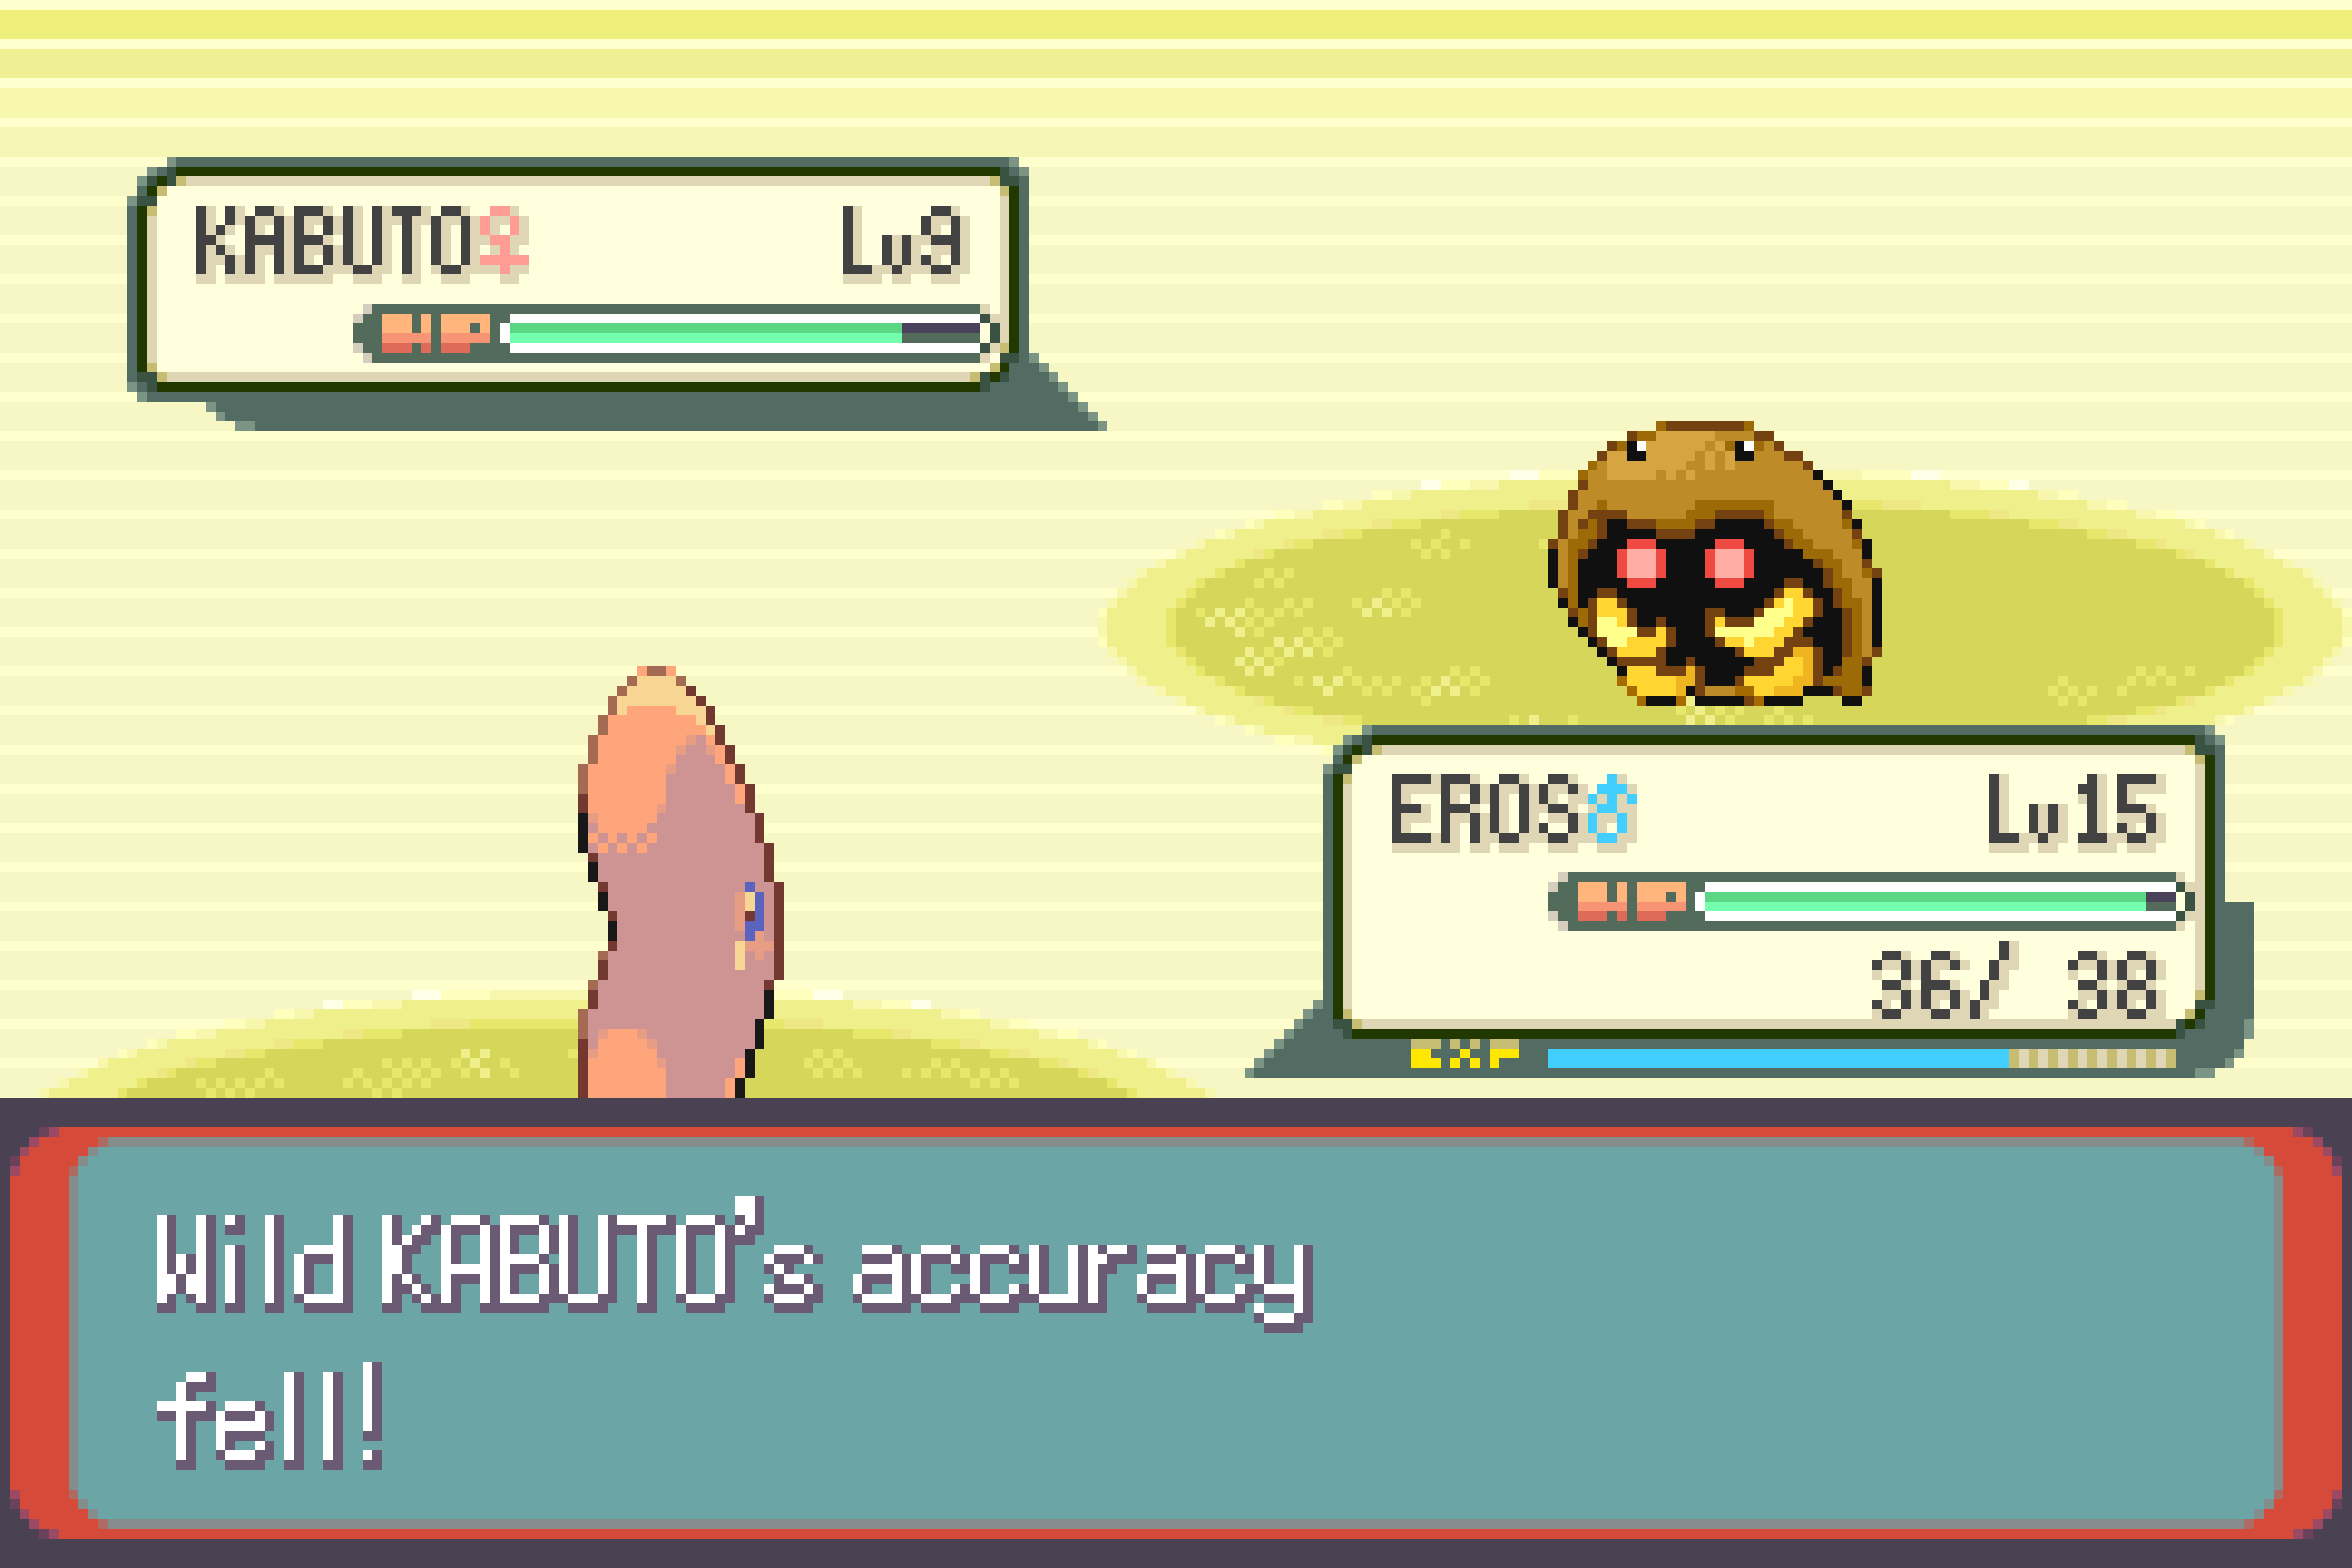 KABUTO♀ Lv9
HP
EROS♂ Lv15
HP
36/ 38
EXP
Wild KABUTO's accuracy
fell!